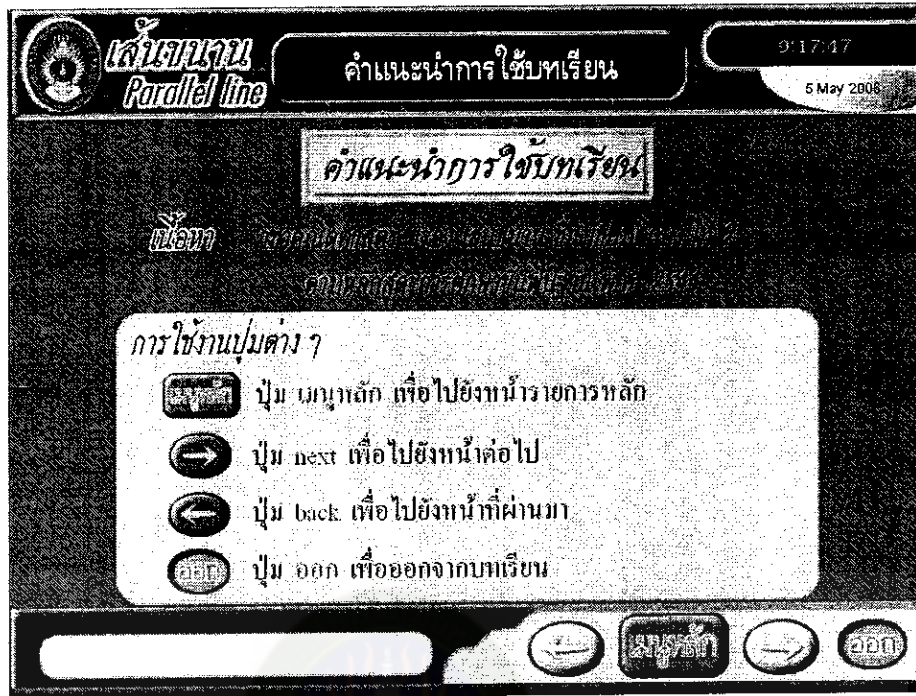 เส้นขนาน
Parallel line
คำแนะนำการใช้บทเรียน
9:17:47
5 May 2006
คำแนะนำการใช้บทเรียน
เนื้อหา
การใช้งานปุ่มต่าง ๆ
ปุ่ม เมนูหลัก เพื่อไปยังหน้ารายการหลัก
ปุ่ม next เพื่อไปยังหน้าต่อไป
ปุ่ม back เพื่อไปยังหน้าที่ผ่านมา
ออก ปุ่ม ออก เพื่อออกจากบทเรียน
เมนูหลัก ออก